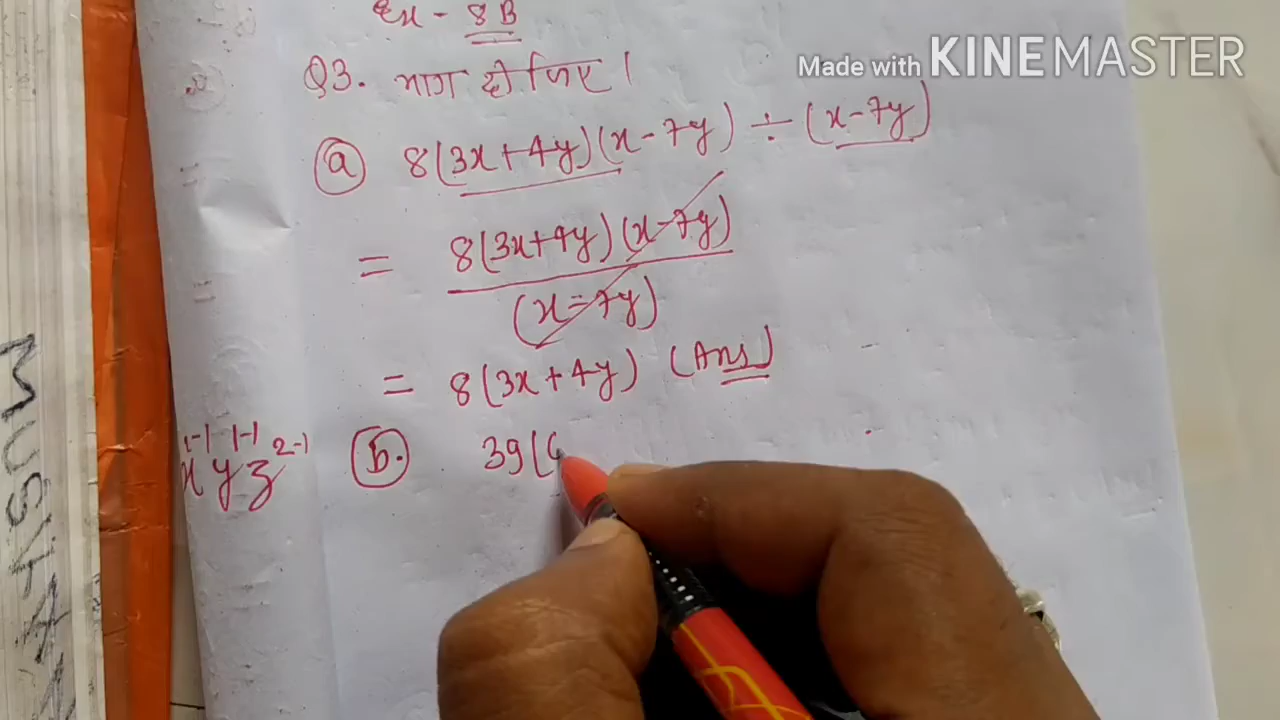 Ex - 8B
Made with KINEMASTER
Q3. भाग दीजिए।
(a) 8(3x+4y)(x-7y) ÷ (x-7y)
= 8(3x+4y)(x-7y)
(x-7y)
= 8(3x+4y) (Ans)
x^1-1 y^1-1 z^2-1
(b). 39(
MUSKAN